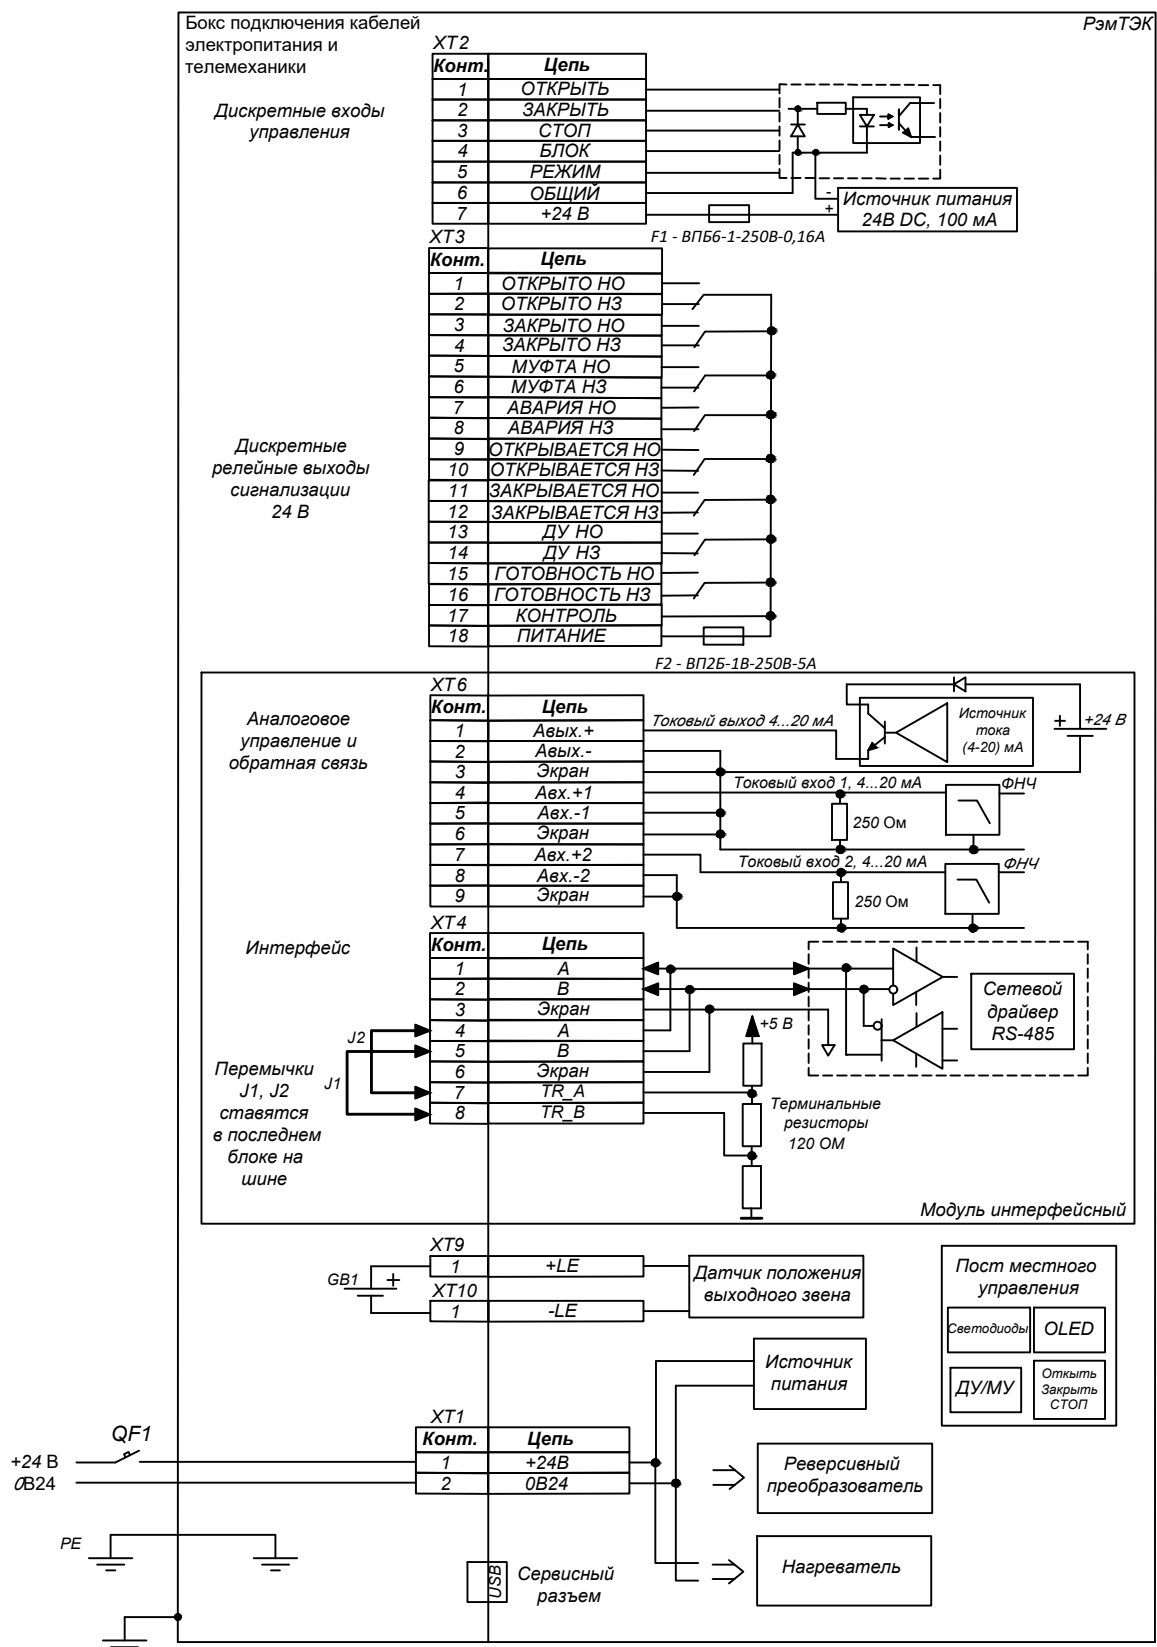 Бокс подключения кабелей
электропитания и
телемеханики
РэмТЭК
Дискретные входы
управления
XT2
Конт. Цепь
1 ОТКРЫТЬ
2 ЗАКРЫТЬ
3 СТОП
4 БЛОК
5 РЕЖИМ
6 ОБЩИЙ
7 +24 В
-
+
Источник питания
24В DC, 100 мА
F1 - ВПБ6-1-250В-0,16А
XT3
Конт. Цепь
1 ОТКРЫТО НО
2 ОТКРЫТО НЗ
3 ЗАКРЫТО НО
4 ЗАКРЫТО НЗ
5 МУФТА НО
6 МУФТА НЗ
7 АВАРИЯ НО
8 АВАРИЯ НЗ
9 ОТКРЫВАЕТСЯ НО
10 ОТКРЫВАЕТСЯ НЗ
11 ЗАКРЫВАЕТСЯ НО
12 ЗАКРЫВАЕТСЯ НЗ
13 ДУ НО
14 ДУ НЗ
15 ГОТОВНОСТЬ НО
16 ГОТОВНОСТЬ НЗ
17 КОНТРОЛЬ
18 ПИТАНИЕ
Дискретные
релейные выходы
сигнализации
24 В
F2 - ВП2Б-1В-250В-5А
XT6
Конт. Цепь
1 Авых.+
2 Авых.-
3 Экран
4 Авх.+1
5 Авх.-1
6 Экран
7 Авх.+2
8 Авх.-2
9 Экран
Аналоговое
управление и
обратная связь
Токовый выход 4...20 мА
Источник
тока
(4-20) мА
+
+24 В
Токовый вход 1, 4...20 мА
ФНЧ
250 Ом
Токовый вход 2, 4...20 мА
ФНЧ
250 Ом
XT4
Конт. Цепь
1 A
2 B
3 Экран
4 A
5 B
6 Экран
7 TR_A
8 TR_B
Интерфейс
J2
J1
Перемычки
J1, J2
ставятся
в последнем
блоке на
шине
+5 В
Сетевой
драйвер
RS-485
Терминальные
резисторы
120 ОМ
Модуль интерфейсный
XT9
1 +LE
XT10
1 -LE
GB1
+
Датчик положения
выходного звена
Пост местного
управления
Светодиоды
OLED
ДУ/МУ
Откыть
Закрыть
СТОП
Источник
питания
XT1
Конт. Цепь
1 +24В
2 0В24
QF1
+24 В
0В24
Реверсивный
преобразователь
PE
Нагреватель
USB
Сервисный
разъем